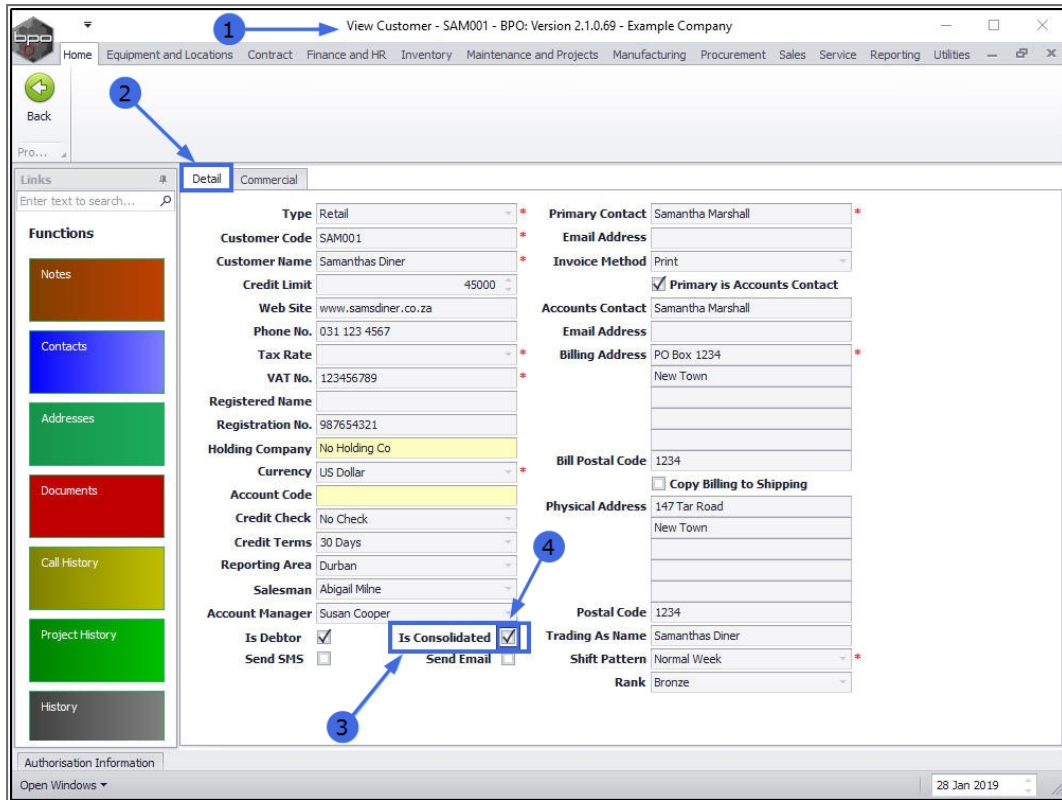 View Customer - SAM001 - BPO: Version 2.1.0.69 - Example Company
1
bpo
Home Equipment and Locations Contract Finance and HR Inventory Maintenance and Projects Manufacturing Procurement Sales Service Reporting Utilities
Back
2
Pro...
Links
Enter text to search...
Functions
Notes
Contacts
Addresses
Documents
Call History
Project History
History
Detail Commercial
Type Retail *
Customer Code SAM001 *
Customer Name Samanthas Diner *
Credit Limit 45000
Web Site www.samsdiner.co.za
Phone No. 031 123 4567
Tax Rate *
VAT No. 123456789 *
Registered Name
Registration No. 987654321
Holding Company No Holding Co
Currency US Dollar *
Account Code
Credit Check No Check
Credit Terms 30 Days
Reporting Area Durban
Salesman Abigail Milne
Account Manager Susan Cooper
Is Debtor Is Consolidated
Send SMS Send Email
4
3
Primary Contact Samantha Marshall *
Email Address
Invoice Method Print
Primary is Accounts Contact
Accounts Contact Samantha Marshall
Email Address
Billing Address PO Box 1234 *
New Town
Bill Postal Code 1234
Copy Billing to Shipping
Physical Address 147 Tar Road
New Town
Postal Code 1234
Trading As Name Samanthas Diner
Shift Pattern Normal Week *
Rank Bronze
Authorisation Information
Open Windows 28 Jan 2019